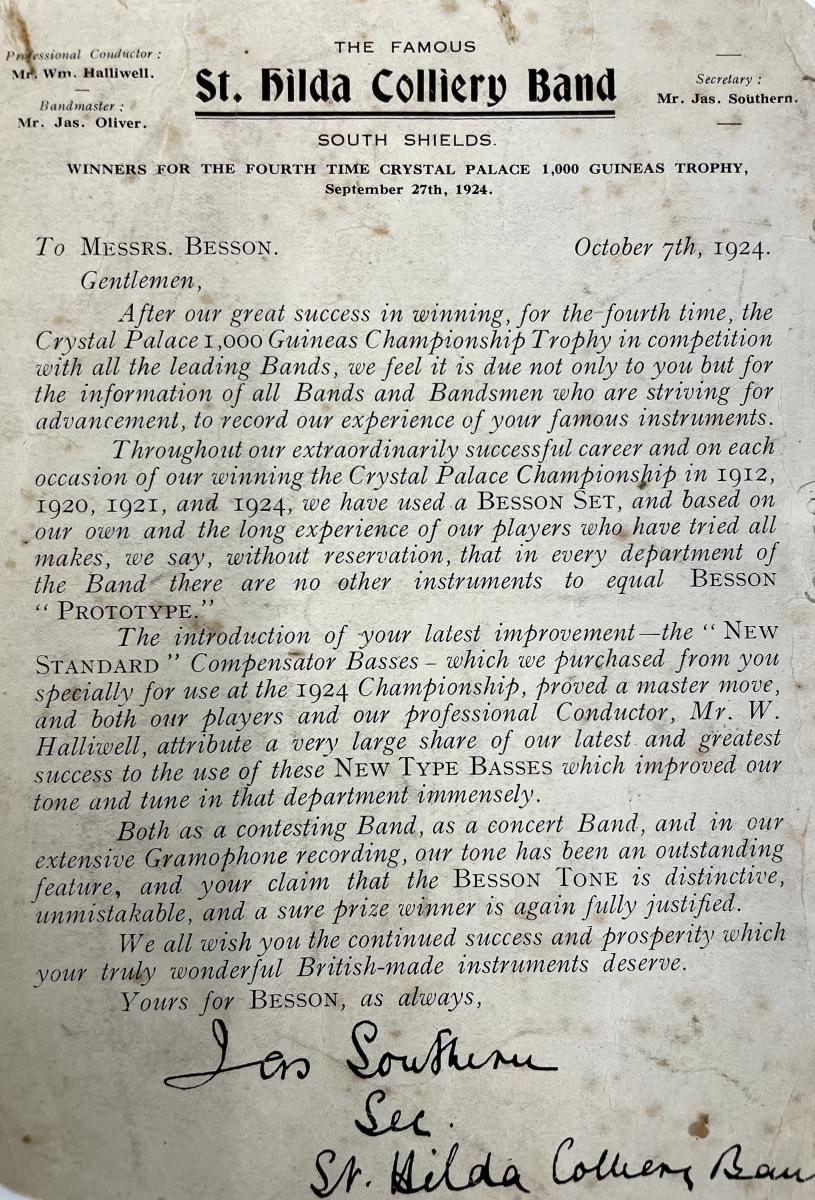 Professional Conductor :
Mr. Wm. Halliwell.
Bandmaster :
Mr. Jas. Oliver.
THE FAMOUS
St. Hilda Colliery Band
SOUTH SHIELDS.
Secretary :
Mr. Jas. Southern.
WINNERS FOR THE FOURTH TIME CRYSTAL PALACE 1,000 GUINEAS TROPHY,
September 27th, 1924.
To MESSRS. BESSON. October 7th, 1924.
Gentlemen,
After our great success in winning, for the fourth time, the
Crystal Palace 1,000 Guineas Championship Trophy in competition
with all the leading Bands, we feel it is due not only to you but for
the information of all Bands and Bandsmen who are striving for
advancement, to record our experience of your famous instruments.
Throughout our extraordinarily successful career and on each
occasion of our winning the Crystal Palace Championship in 1912,
1920, 1921, and 1924, we have used a BESSON SET, and based on
our own and the long experience of our players who have tried all
makes, we say, without reservation, that in every department of
the Band there are no other instruments to equal BESSON
" PROTOTYPE."
The introduction of your latest improvement—the " NEW
STANDARD " Compensator Basses – which we purchased from you
specially for use at the 1924 Championship, proved a master move,
and both our players and our professional Conductor, Mr. W.
Halliwell, attribute a very large share of our latest and greatest
success to the use of these NEW TYPE BASSES which improved our
tone and tune in that department immensely.
Both as a contesting Band, as a concert Band, and in our
extensive Gramophone recording, our tone has been an outstanding
feature, and your claim that the BESSON TONE is distinctive,
unmistakable, and a sure prize winner is again fully justified.
We all wish you the continued success and prosperity which
your truly wonderful British-made instruments deserve.
Yours for BESSON, as always,
Jas Southern
Sec.
St. Hilda Colliery Ban